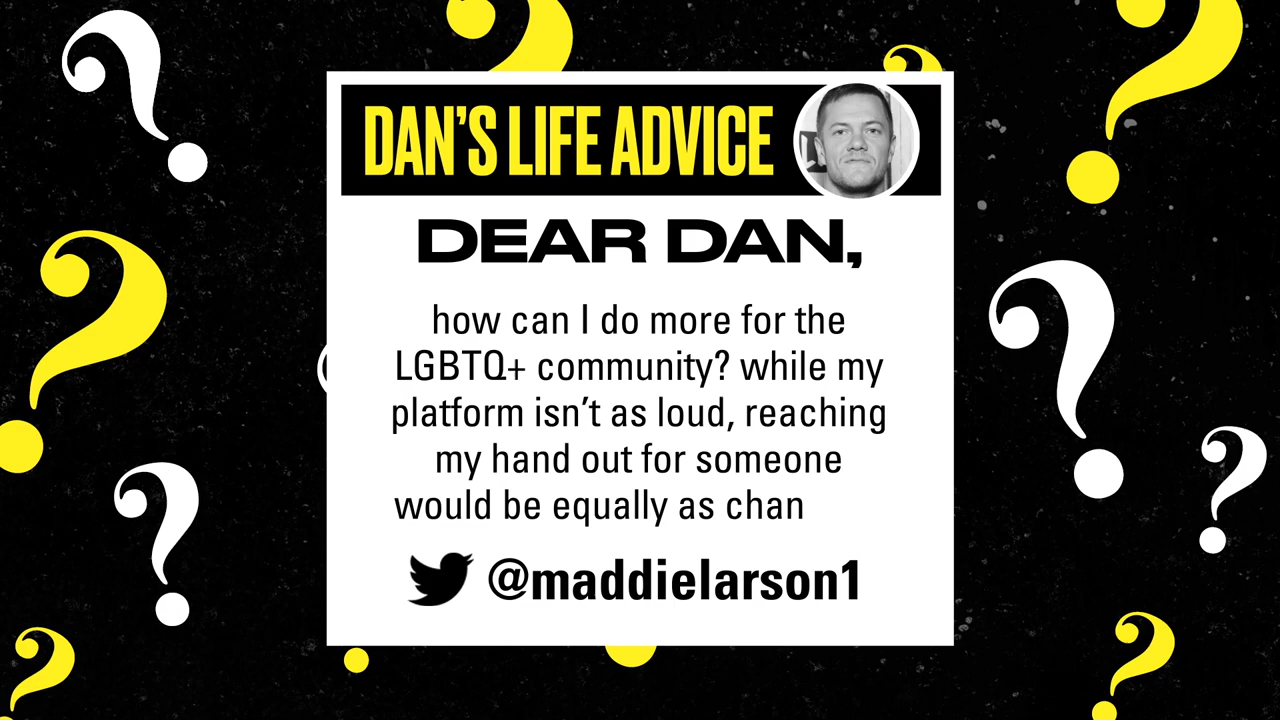 DAN'S LIFE ADVICE
DEAR DAN,
how can I do more for the
LGBTQ+ community? while my
platform isn't as loud, reaching
my hand out for someone
would be equally as chan
@maddielarson1